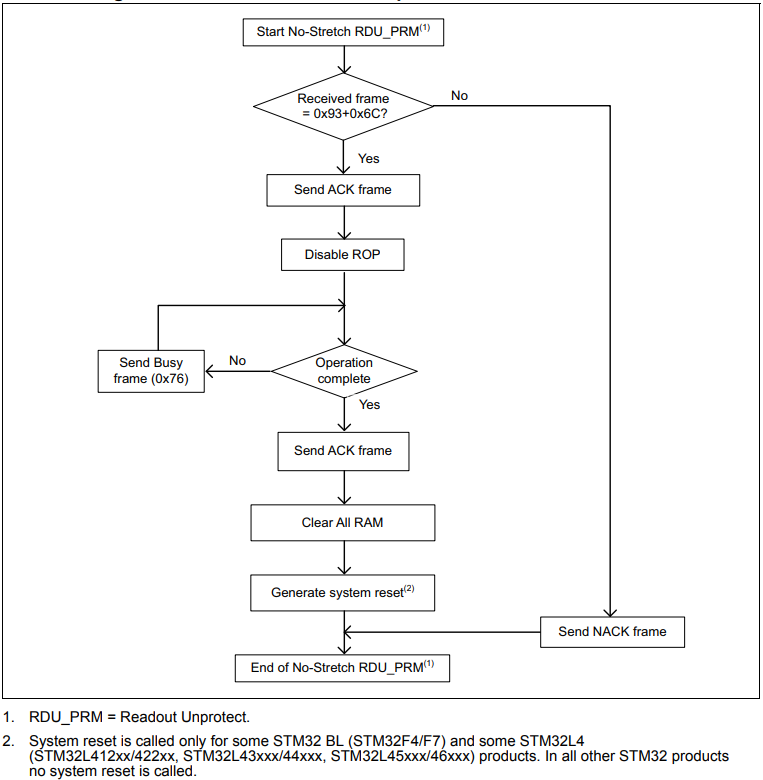 Start No-Stretch RDU_PRM(1)
Received frame
= 0x93+0x6C?
No
Yes
Send ACK frame
Disable ROP
Send Busy
frame (0x76)
No
Operation
complete
Yes
Send ACK frame
Clear All RAM
Generate system reset(2)
Send NACK frame
End of No-Stretch RDU_PRM(1)
1. RDU_PRM = Readout Unprotect.
2. System reset is called only for some STM32 BL (STM32F4/F7) and some STM32L4
(STM32L412xx/422xx, STM32L43xxx/44xxx, STM32L45xxx/46xxx) products. In all other STM32 products
no system reset is called.